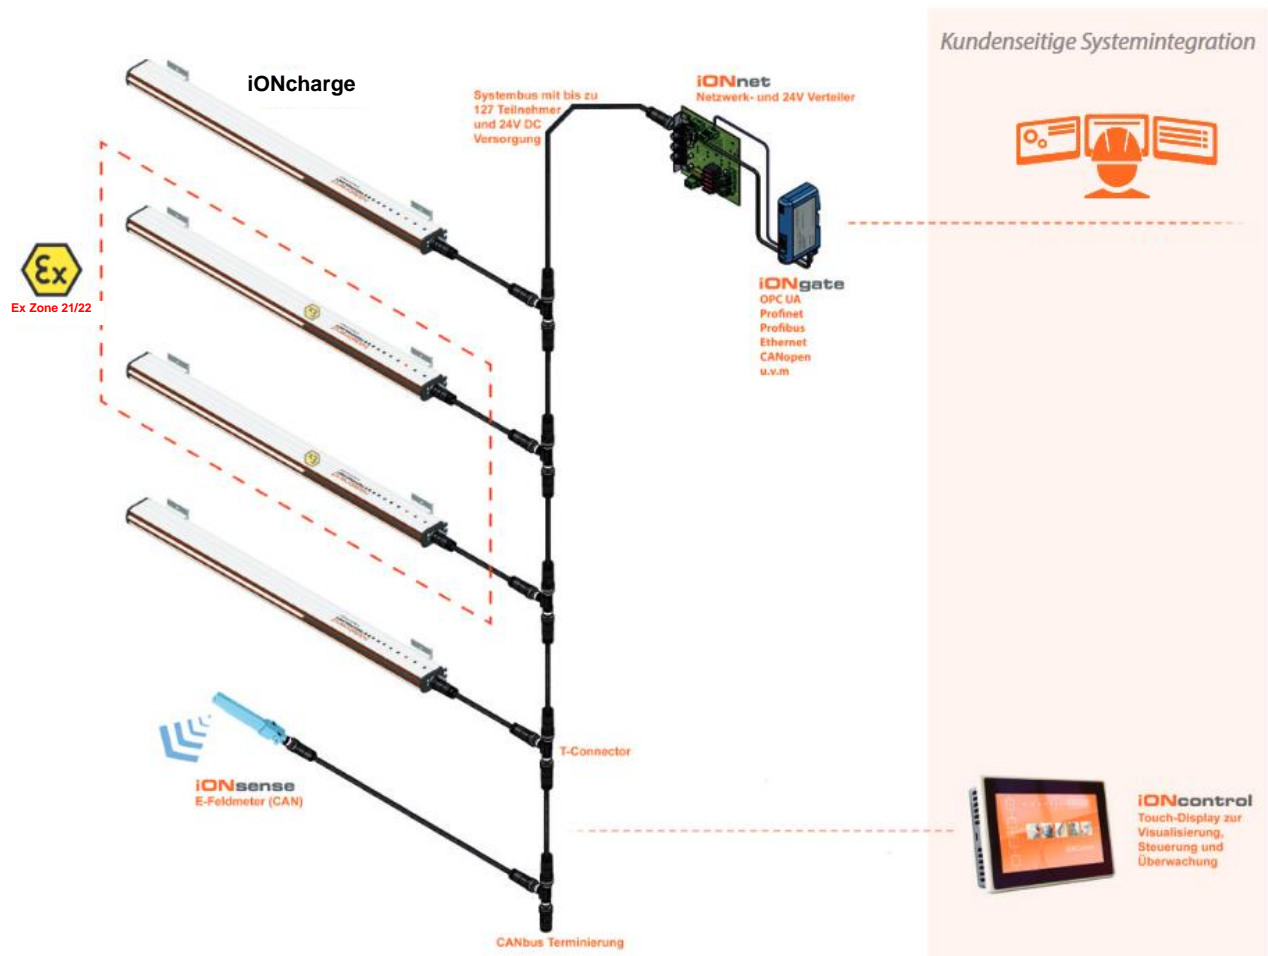 Kundenseitige Systemintegration
iONcharge
iONnet
Netzwerk- und 24V Verteiler
Systembus mit bis zu
127 Teilnehmer
und 24V DC
Versorgung
Ex
Ex Zone 21/22
iONgate
OPC UA
Profinet
Profibus
Ethernet
CANopen
u.v.m
T-Connector
iONsense
E-Feldmeter (CAN)
iONcontrol
Touch-Display zur
Visualisierung,
Steuerung und
Überwachung
CANbus Terminierung